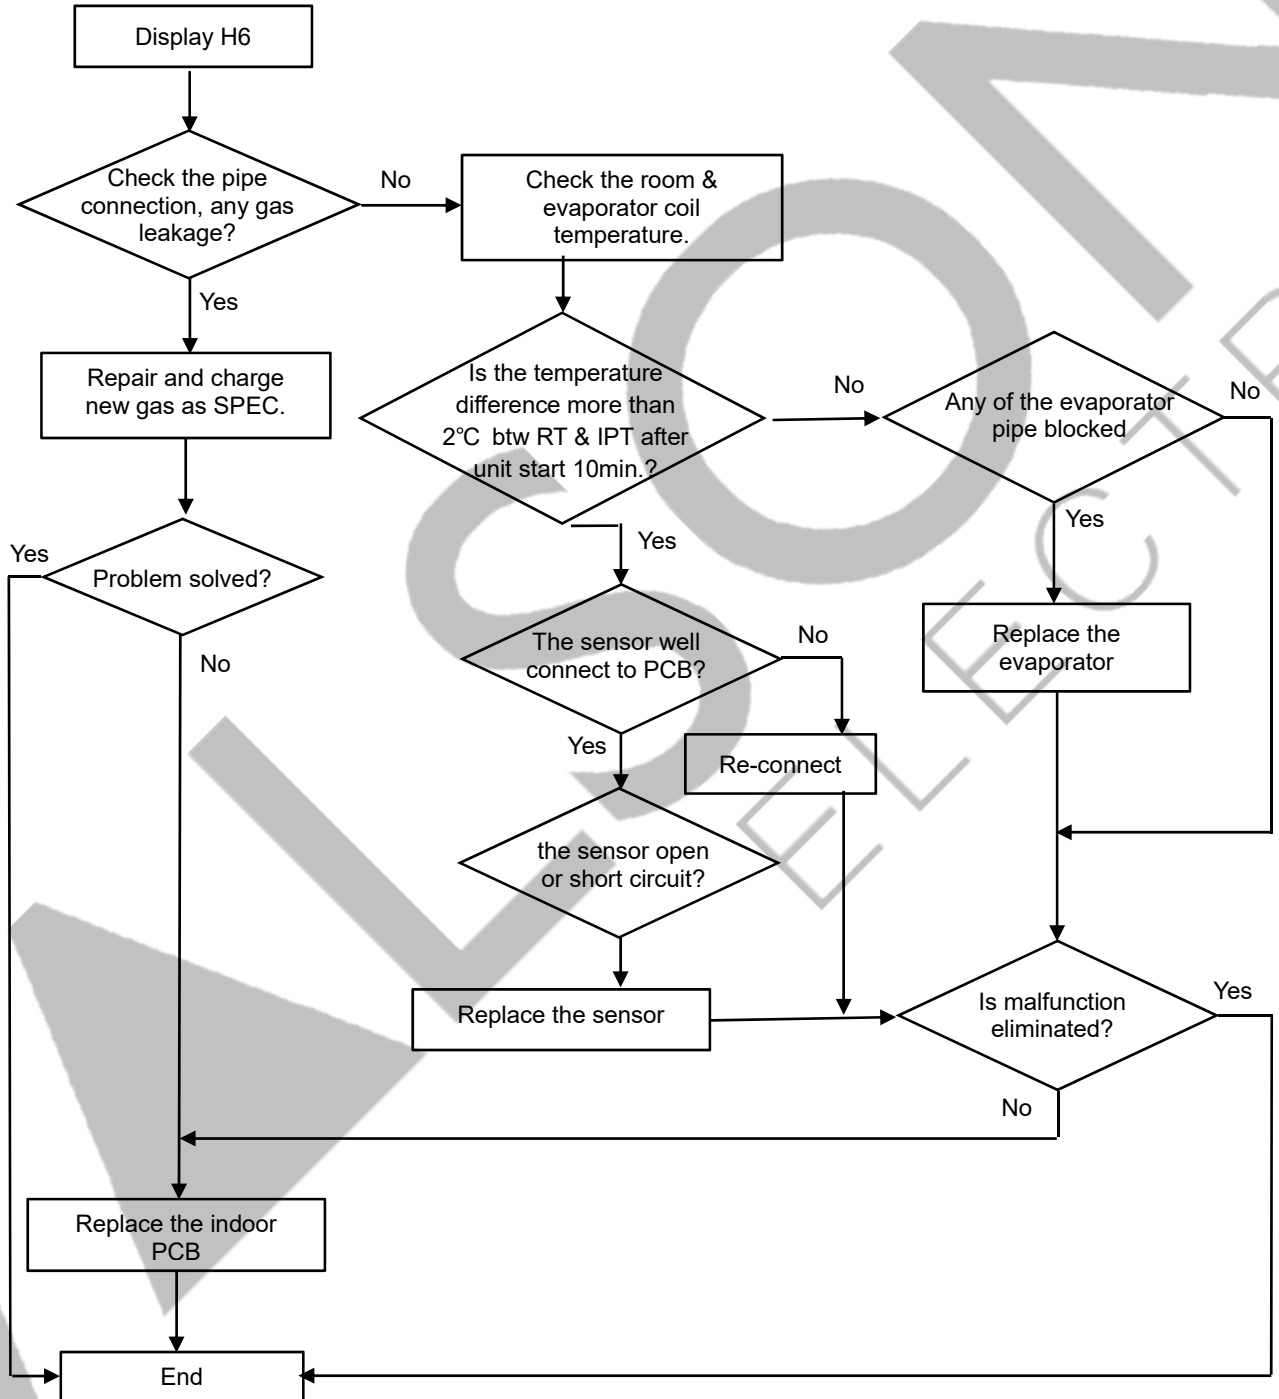 Display H6
Check the pipe
connection, any gas
leakage?
No
Check the room &
evaporator coil
temperature.
Yes
Repair and charge
new gas as SPEC.
Is the temperature
difference more than
2℃ btw RT & IPT after
unit start 10min.?
No
Any of the evaporator
pipe blocked
No
Yes
Yes
Yes
Problem solved?
No
The sensor well
connect to PCB?
No
Replace the
evaporator
Yes
Re-connect
the sensor open
or short circuit?
Replace the sensor
Is malfunction
eliminated?
Yes
No
Replace the indoor
PCB
End
ALSON
ELECTR